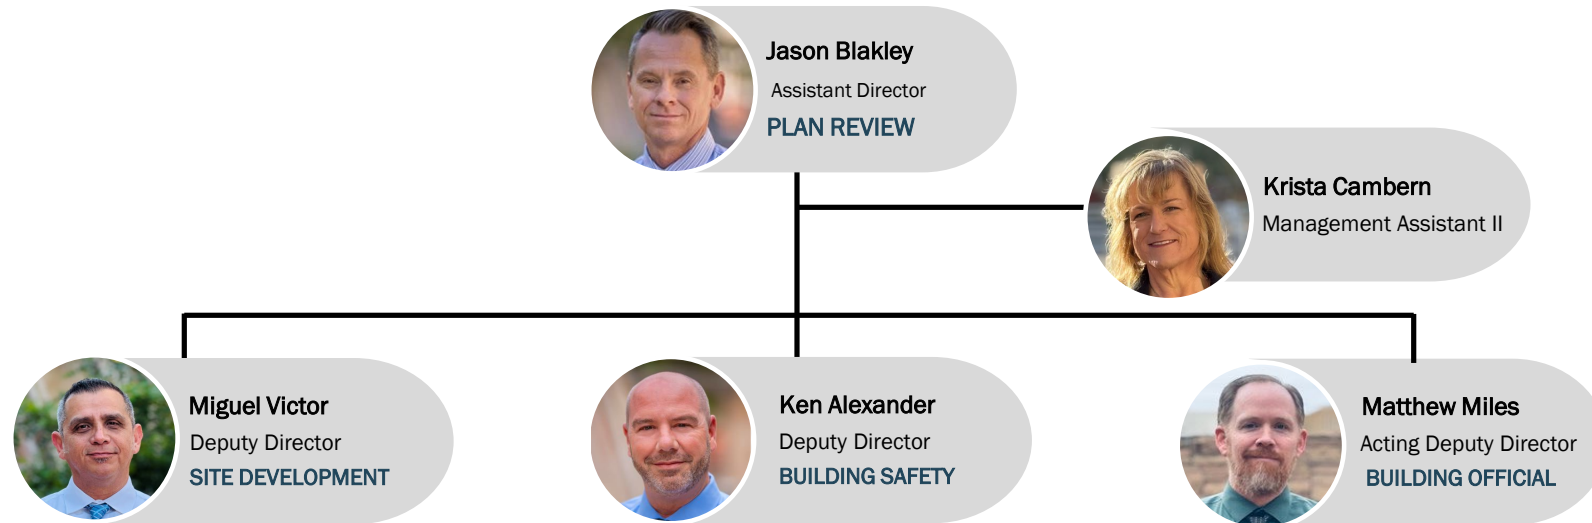 Jason Blakley
Assistant Director
PLAN REVIEW
Krista Cambern
Management Assistant II
Miguel Victor
Deputy Director
SITE DEVELOPMENT
Ken Alexander
Deputy Director
BUILDING SAFETY
Matthew Miles
Acting Deputy Director
BUILDING OFFICIAL